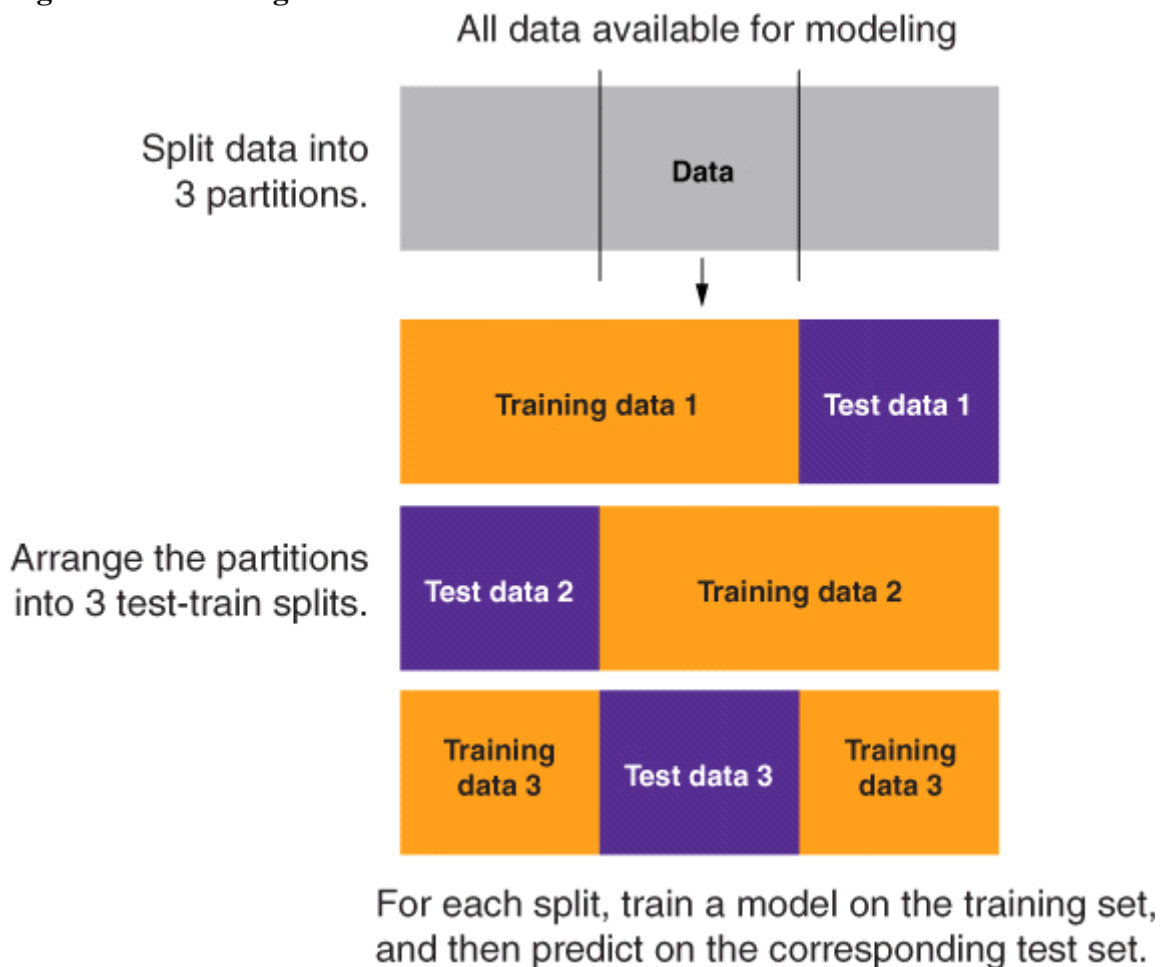 All data available for modeling
Split data into
3 partitions.
Data
Training data 1
Test data 1
Arrange the partitions
into 3 test-train splits.
Test data 2
Training data 2
Training
data 3
Test data 3
Training
data 3
For each split, train a model on the training set,
and then predict on the corresponding test set.